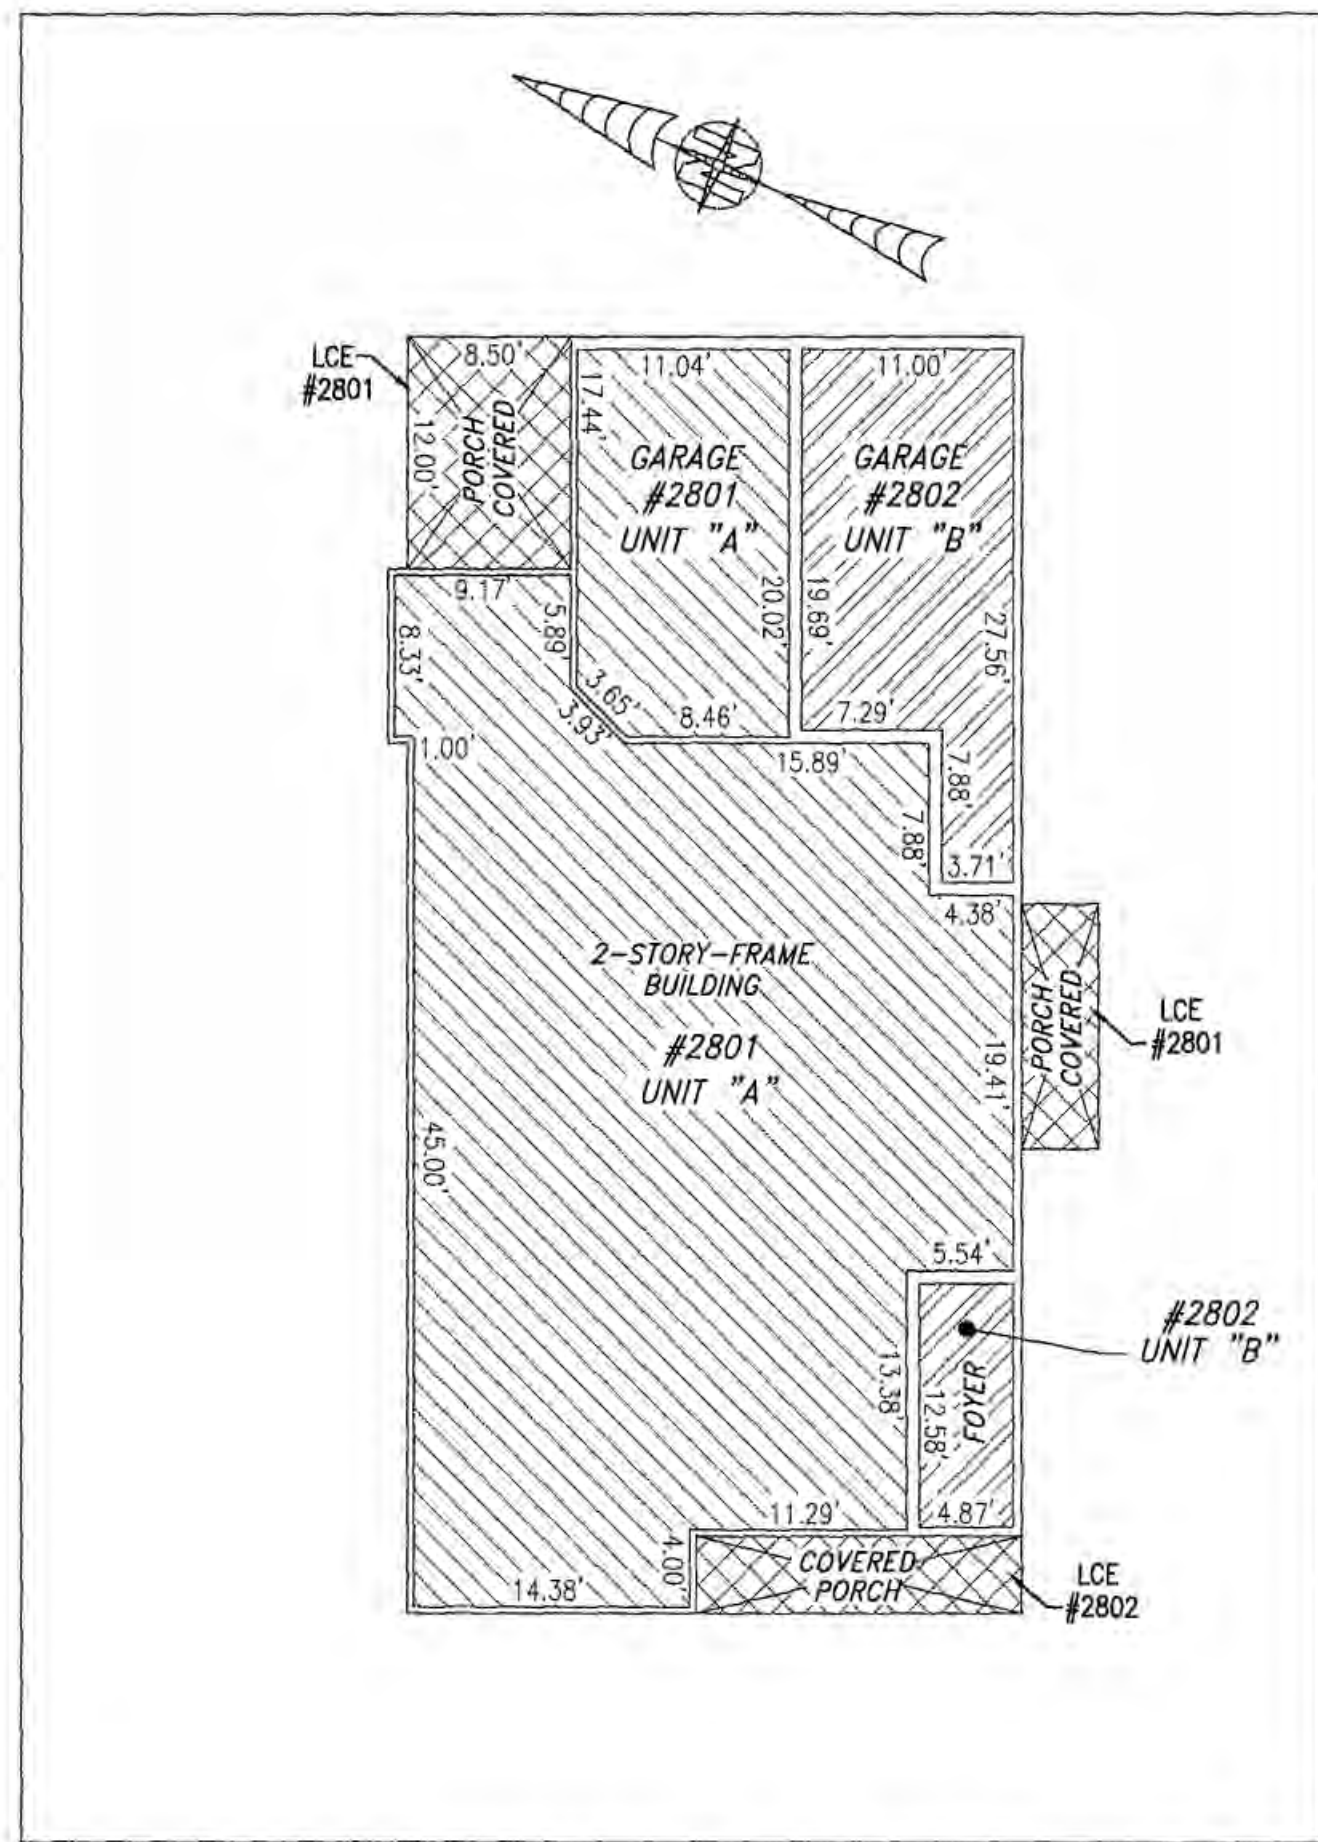 LCE
#2801
8.50'
12.00'
PORCH
COVERED
17.44'
11.04'
11.00'
GARAGE
#2801
UNIT "A"
GARAGE
#2802
UNIT "B"
20.02'
19.69'
27.56'
9.17'
5.89'
8.33'
3.65'
3.93'
8.46'
7.29'
1.00'
15.89'
7.88'
7.88'
3.71'
4.38'
2-STORY-FRAME
BUILDING
#2801
UNIT "A"
19.41'
PORCH
COVERED
LCE
#2801
45.00'
5.54'
#2802
UNIT "B"
13.38'
12.58'
FOYER
11.29'
4.87'
4.00'
14.38'
COVERED
PORCH
LCE
#2802